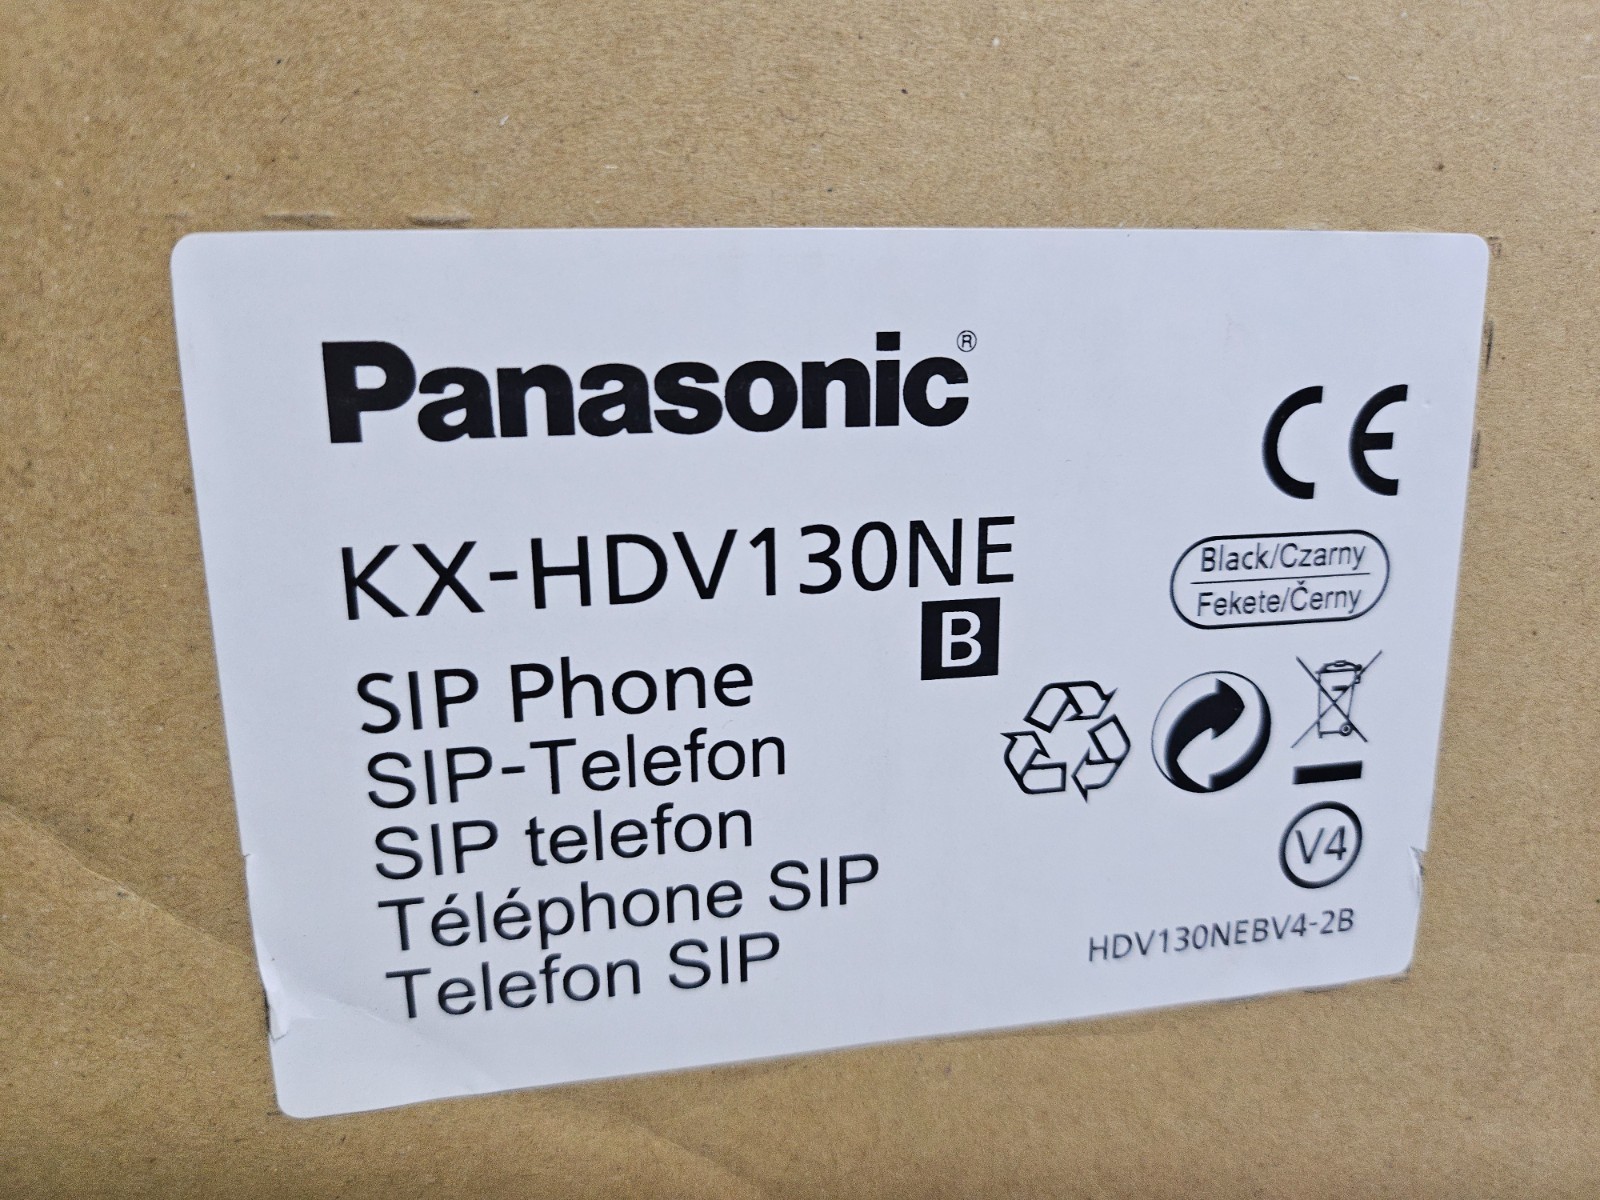 Panasonic®
CE
KX-HDV130NE
B
Black/Czarny
Fekete/Černy
SIP Phone
SIP-Telefon
SIP telefon
Téléphone SIP
Telefon SIP
V4
HDV130NEBV4-2B